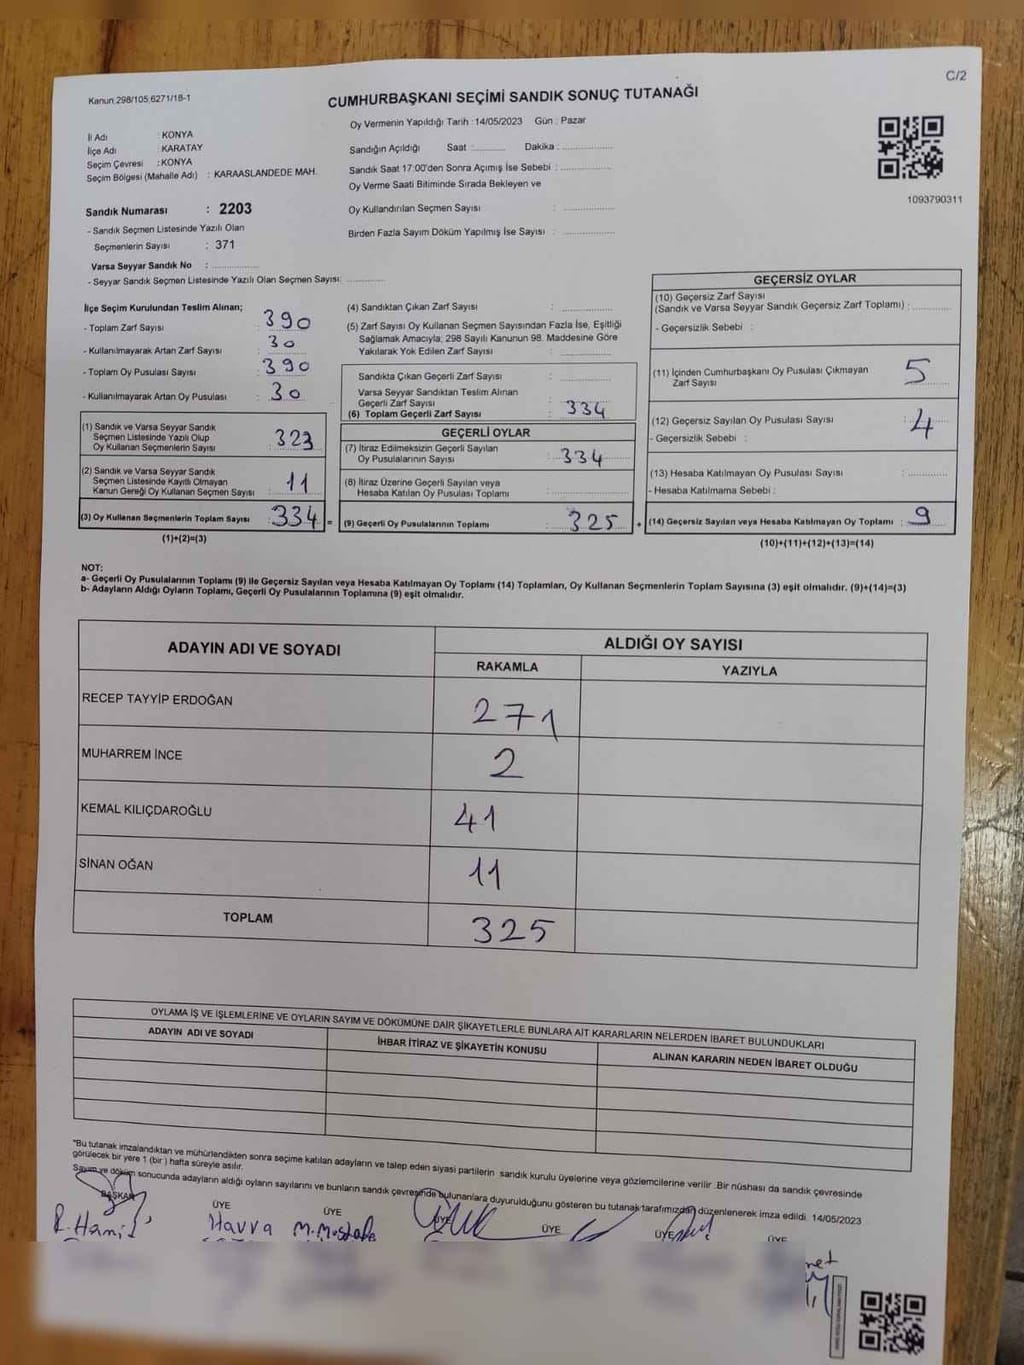 C/2
Kanun:298/105;6271/18-1
CUMHURBAŞKANI SEÇİMİ SANDIK SONUÇ TUTANAĞI
Oy Vermenin Yapıldığı Tarih :14/05/2023 Gün : Pazar
İl Adı : KONYA
İlçe Adı : KARATAY
Seçim Çevresi : KONYA
Seçim Bölgesi (Mahalle Adı) : KARAASLANDEDE MAH.
Sandığın Açıldığı Saat :.......... Dakika :...............
Sandık Saat 17:00'den Sonra Açımış İse Sebebi :...............
Oy Verme Saati Bitiminde Sırada Bekleyen ve
Oy Kullandırılan Seçmen Sayısı : ...............
Birden Fazla Sayım Döküm Yapılmış İse Sayısı : ...............
1093790311
Sandık Numarası : 2203
- Sandık Seçmen Listesinde Yazılı Olan
Seçmenlerin Sayısı : 371
Varsa Seyyar Sandık No : ...............
- Seyyar Sandık Seçmen Listesinde Yazılı Olan Seçmen Sayısı: ............
İlçe Seçim Kurulundan Teslim Alınan;
- Toplam Zarf Sayısı : 390
- Kullanılmayarak Artan Zarf Sayısı : 30
- Toplam Oy Pusulası Sayısı : 390
- Kullanılmayarak Artan Oy Pusulası : 30
(1) Sandık ve Varsa Seyyar Sandık
Seçmen Listesinde Yazılı Olup
Oy Kullanan Seçmenlerin Sayısı : 323
(2) Sandık ve Varsa Seyyar Sandık
Seçmen Listesinde Kayıtlı Olmayan
Kanun Gereği Oy Kullanan Seçmen Sayısı : 11
(3) Oy Kullanan Seçmenlerin Toplam Sayısı : 334 =
(1)+(2)=(3)
(4) Sandıktan Çıkan Zarf Sayısı : ...............
(5) Zarf Sayısı Oy Kullanan Seçmen Sayısından Fazla İse, Eşitliği
Sağlamak Amacıyla; 298 Sayılı Kanunun 98. Maddesine Göre
Yakılarak Yok Edilen Zarf Sayısı : ...............
Sandıkta Çıkan Geçerli Zarf Sayısı : ...............
Varsa Seyyar Sandıktan Teslim Alınan
Geçerli Zarf Sayısı : ...............
(6) Toplam Geçerli Zarf Sayısı : 334
GEÇERLİ OYLAR
(7) İtiraz Edilmeksizin Geçerli Sayılan
Oy Pusulalarının Sayısı : 334
(8) İtiraz Üzerine Geçerli Sayılan veya
Hesaba Katılan Oy Pusulası Toplamı : ...............
(9) Geçerli Oy Pusulalarının Toplamı : 325 +
GEÇERSİZ OYLAR
(10) Geçersiz Zarf Sayısı
(Sandık ve Varsa Seyyar Sandık Geçersiz Zarf Toplamı) : ............
- Geçersizlik Sebebi :
(11) İçinden Cumhurbaşkanı Oy Pusulası Çıkmayan
Zarf Sayısı : 5
(12) Geçersiz Sayılan Oy Pusulası Sayısı : 4
- Geçersizlik Sebebi :
(13) Hesaba Katılmayan Oy Pusulası Sayısı : ............
- Hesaba Katılmama Sebebi :
(14) Geçersiz Sayılan veya Hesaba Katılmayan Oy Toplamı : 9
(10)+(11)+(12)+(13)=(14)
NOT:
a- Geçerli Oy Pusulalarının Toplamı (9) ile Geçersiz Sayılan veya Hesaba Katılmayan Oy Toplamı (14) Toplamları, Oy Kullanan Seçmenlerin Toplam Sayısına (3) eşit olmalıdır. (9)+(14)=(3)
b- Adayların Aldığı Oyların Toplamı, Geçerli Oy Pusulalarının Toplamına (9) eşit olmalıdır.
ADAYIN ADI VE SOYADI
ALDIĞI OY SAYISI
RAKAMLA YAZIYLA
RECEP TAYYİP ERDOĞAN 271
MUHARREM İNCE 2
KEMAL KILIÇDAROĞLU 41
SİNAN OĞAN 11
TOPLAM 325
OYLAMA İŞ VE İŞLEMLERİNE VE OYLARIN SAYIM VE DÖKÜMÜNE DAİR ŞİKAYETLERLE BUNLARA AİT KARARLARIN NELERDEN İBARET BULUNDUKLARI
ADAYIN ADI VE SOYADI İHBAR İTİRAZ VE ŞİKAYETİN KONUSU ALINAN KARARIN NEDEN İBARET OLDUĞU
"Bu tutanak imzalandıktan ve mühürlendikten sonra seçime katılan adayların ve talep eden siyasi partilerin sandık kurulu üyelerine veya gözlemcilerine verilir .Bir nüshası da sandık çevresinde
görülecek bir yere 1 (bir ) hafta süreyle asılır.
Sayım ve döküm sonucunda adayların aldığı oyların sayılarını ve bunların sandık çevresinde bulunanlara duyurulduğunu gösteren bu tutanak tarafımızdan düzenlenerek imza edildi. 14/05/2023
BAŞKAN ÜYE ÜYE ÜYE ÜYE ÜYE ÜYE
R. Hamit Havva M. Mustafa